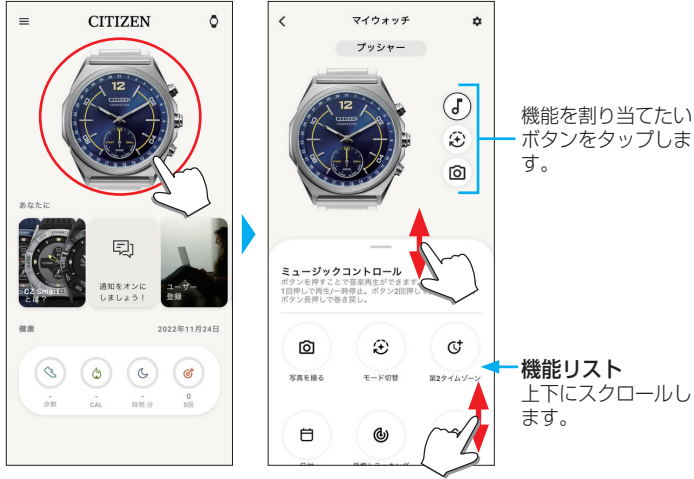 CITIZEN
12
CITIZEN
あなたに
CZ Smart
とは？
通知をオンに
しましょう！
ユーザー
登録
健康
2022年11月24日
-
歩数
-
CAL
-
時間 分
0
5回
マイウォッチ
プッシャー
12
CITIZEN
ミュージックコントロール
ボタンを押すことで音楽再生ができます。
1回押しで再生/一時停止。ボタン2回押し
ボタン長押しで巻き戻し。
写真を撮る
モード切替
第2タイムゾーン
機能を割り当てたい
ボタンをタップしま
す。
機能リスト
上下にスクロールし
ます。